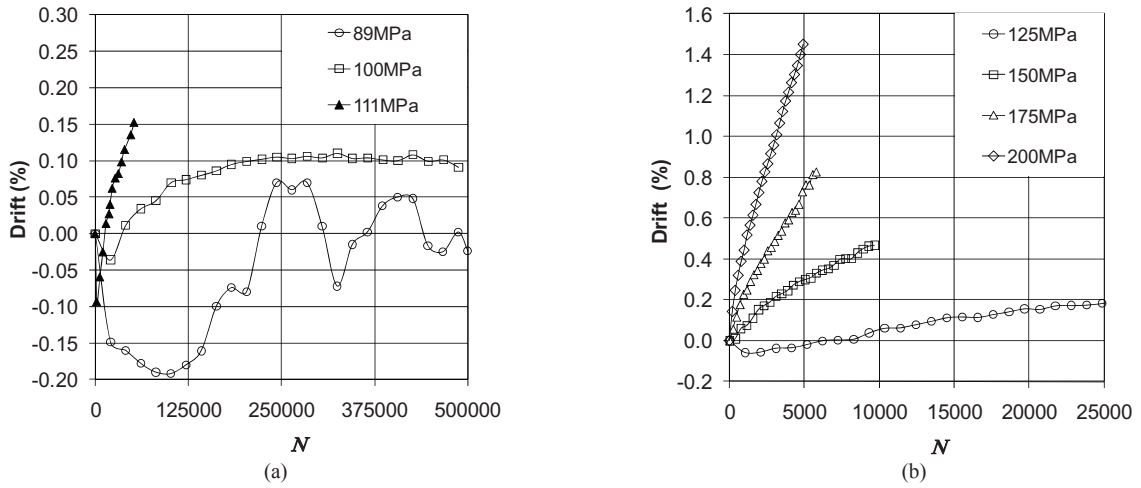 0.30
0.25
0.20
0.15
0.10
0.05
0.00
-0.05
-0.10
-0.15
-0.20
Drift (%)
89MPa
100MPa
111MPa
0 125000 250000 375000 500000
N
(a)
1.6
1.4
1.2
1.0
0.8
0.6
0.4
0.2
0.0
-0.2
Drift (%)
125MPa
150MPa
175MPa
200MPa
0 5000 10000 15000 20000 25000
N
(b)